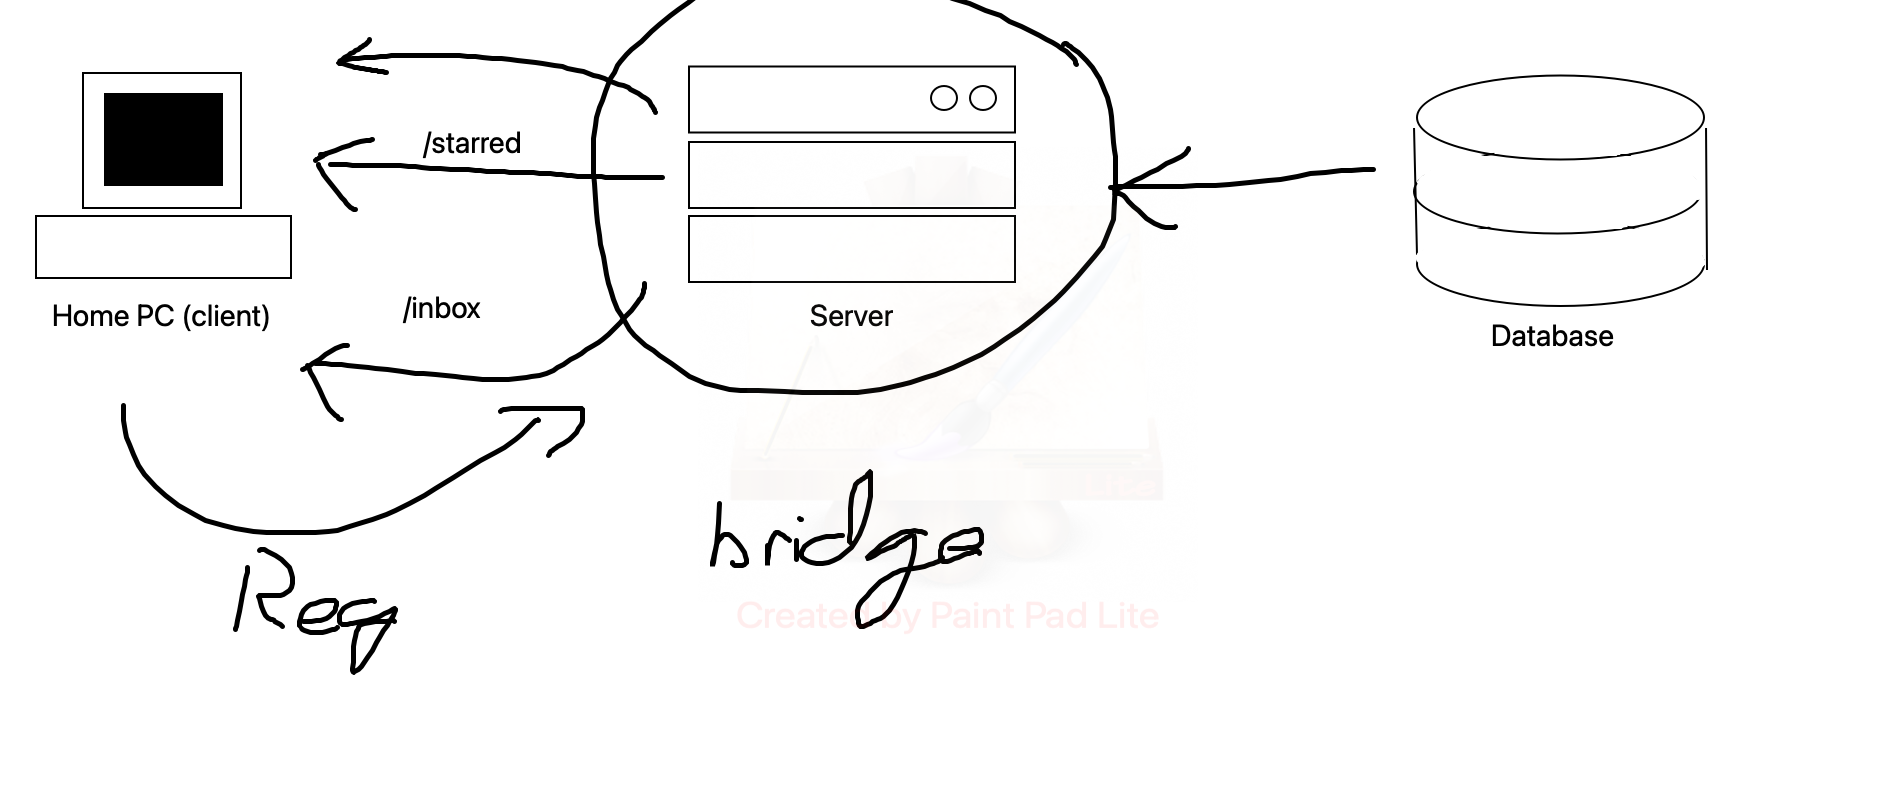 /starred
/inbox
Home PC (client)
Server
Database
bridge
Req
Lite
Created by Paint Pad Lite